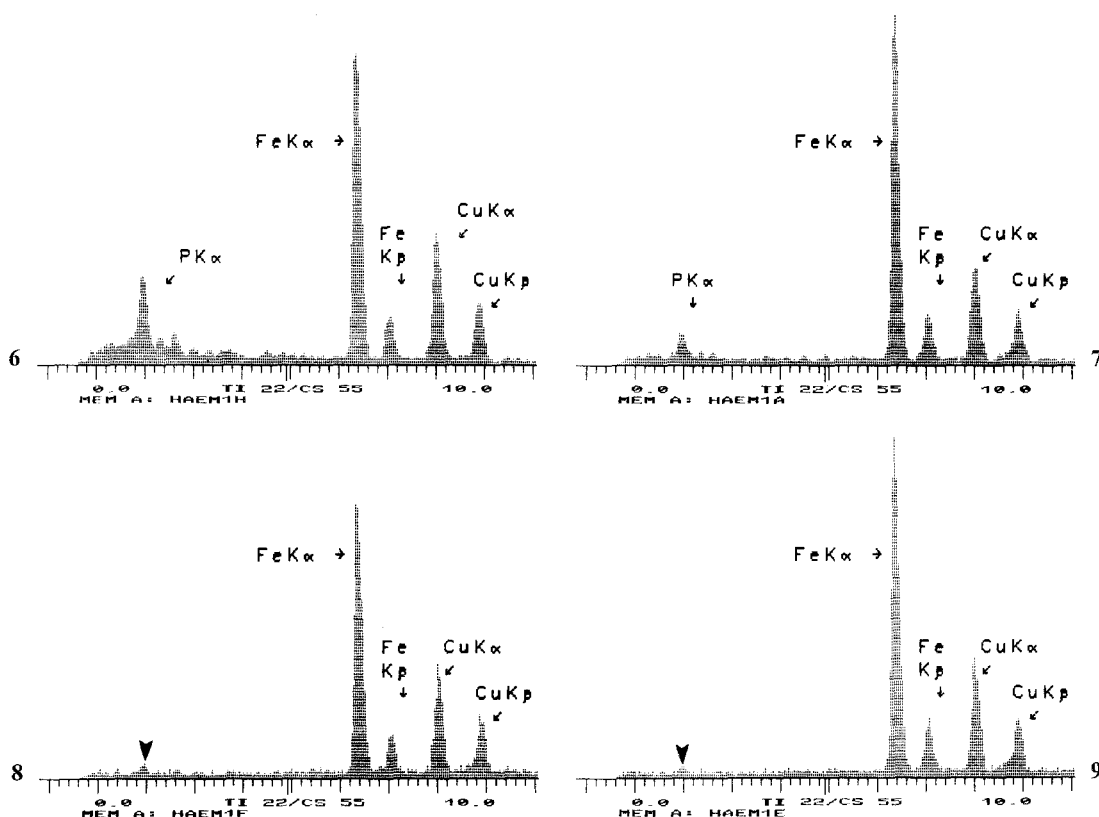 FeKα →
CuKα
Fe
Kβ
PKα
CuKβ
6
0.0 TI 22/CS 55 10.0
MEM A: HAEM1H
FeKα →
Fe
Kβ
CuKα
PKα
CuKβ
7
0.0 TI 22/CS 55 10.0
MEM A: HAEM1A
FeKα →
Fe
Kβ
CuKα
CuKβ
8
0.0 TI 22/CS 55 10.0
MEM A: HAEM1F
FeKα →
Fe
Kβ
CuKα
CuKβ
9
0.0 TI 22/CS 55 10.0
MEM A: HAEM1E